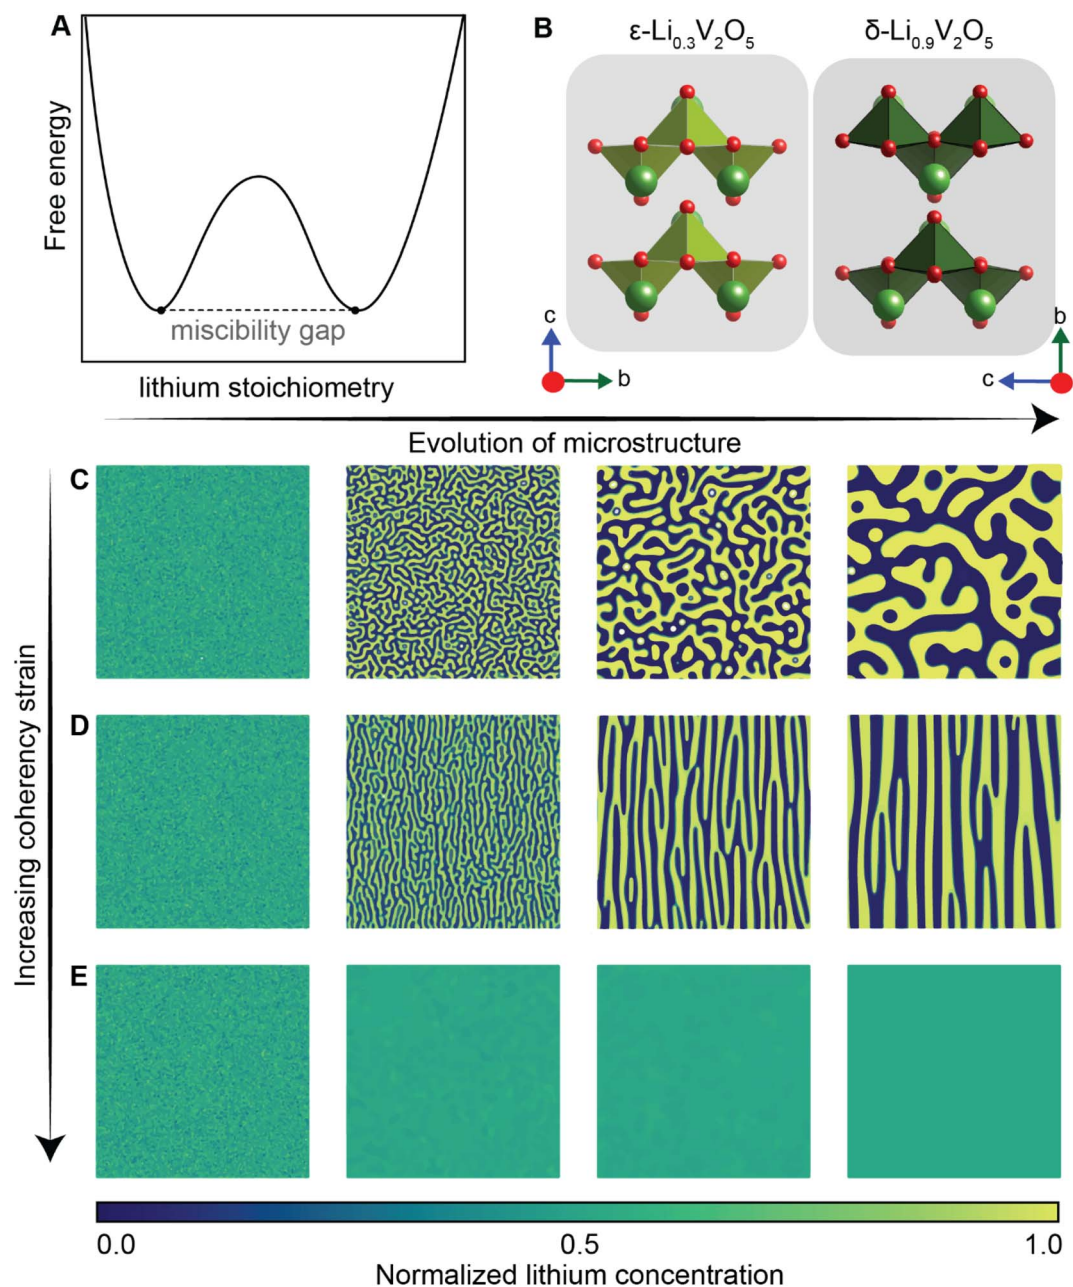 A
Free energy
miscibility gap
lithium stoichiometry
B
ε-Li0.3V2O5
δ-Li0.9V2O5
c
b
b
c
Evolution of microstructure
Increasing coherency strain
C
D
E
0.0
0.5
1.0
Normalized lithium concentration